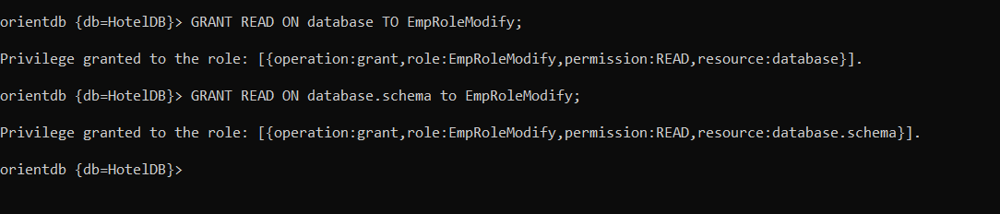 orientdb {db=HotelDB}> GRANT READ ON database TO EmpRoleModify;
Privilege granted to the role: [{operation:grant,role:EmpRoleModify,permission:READ,resource:database}].
orientdb {db=HotelDB}> GRANT READ ON database.schema to EmpRoleModify;
Privilege granted to the role: [{operation:grant,role:EmpRoleModify,permission:READ,resource:database.schema}].
orientdb {db=HotelDB}>